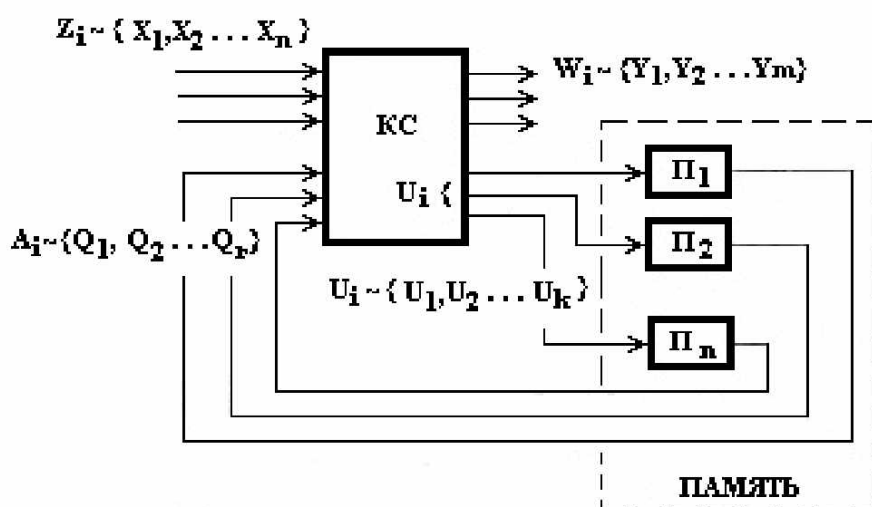 Zi~{ X1,X2 ... Xn }
Wi~{Y1,Y2 ...Ym}
КС
П1
Ui {
Ai~{Q1, Q2 ...Qr}
П2
Ui~{ U1,U2 ... Uk }
Пn
ПАМЯТЬ